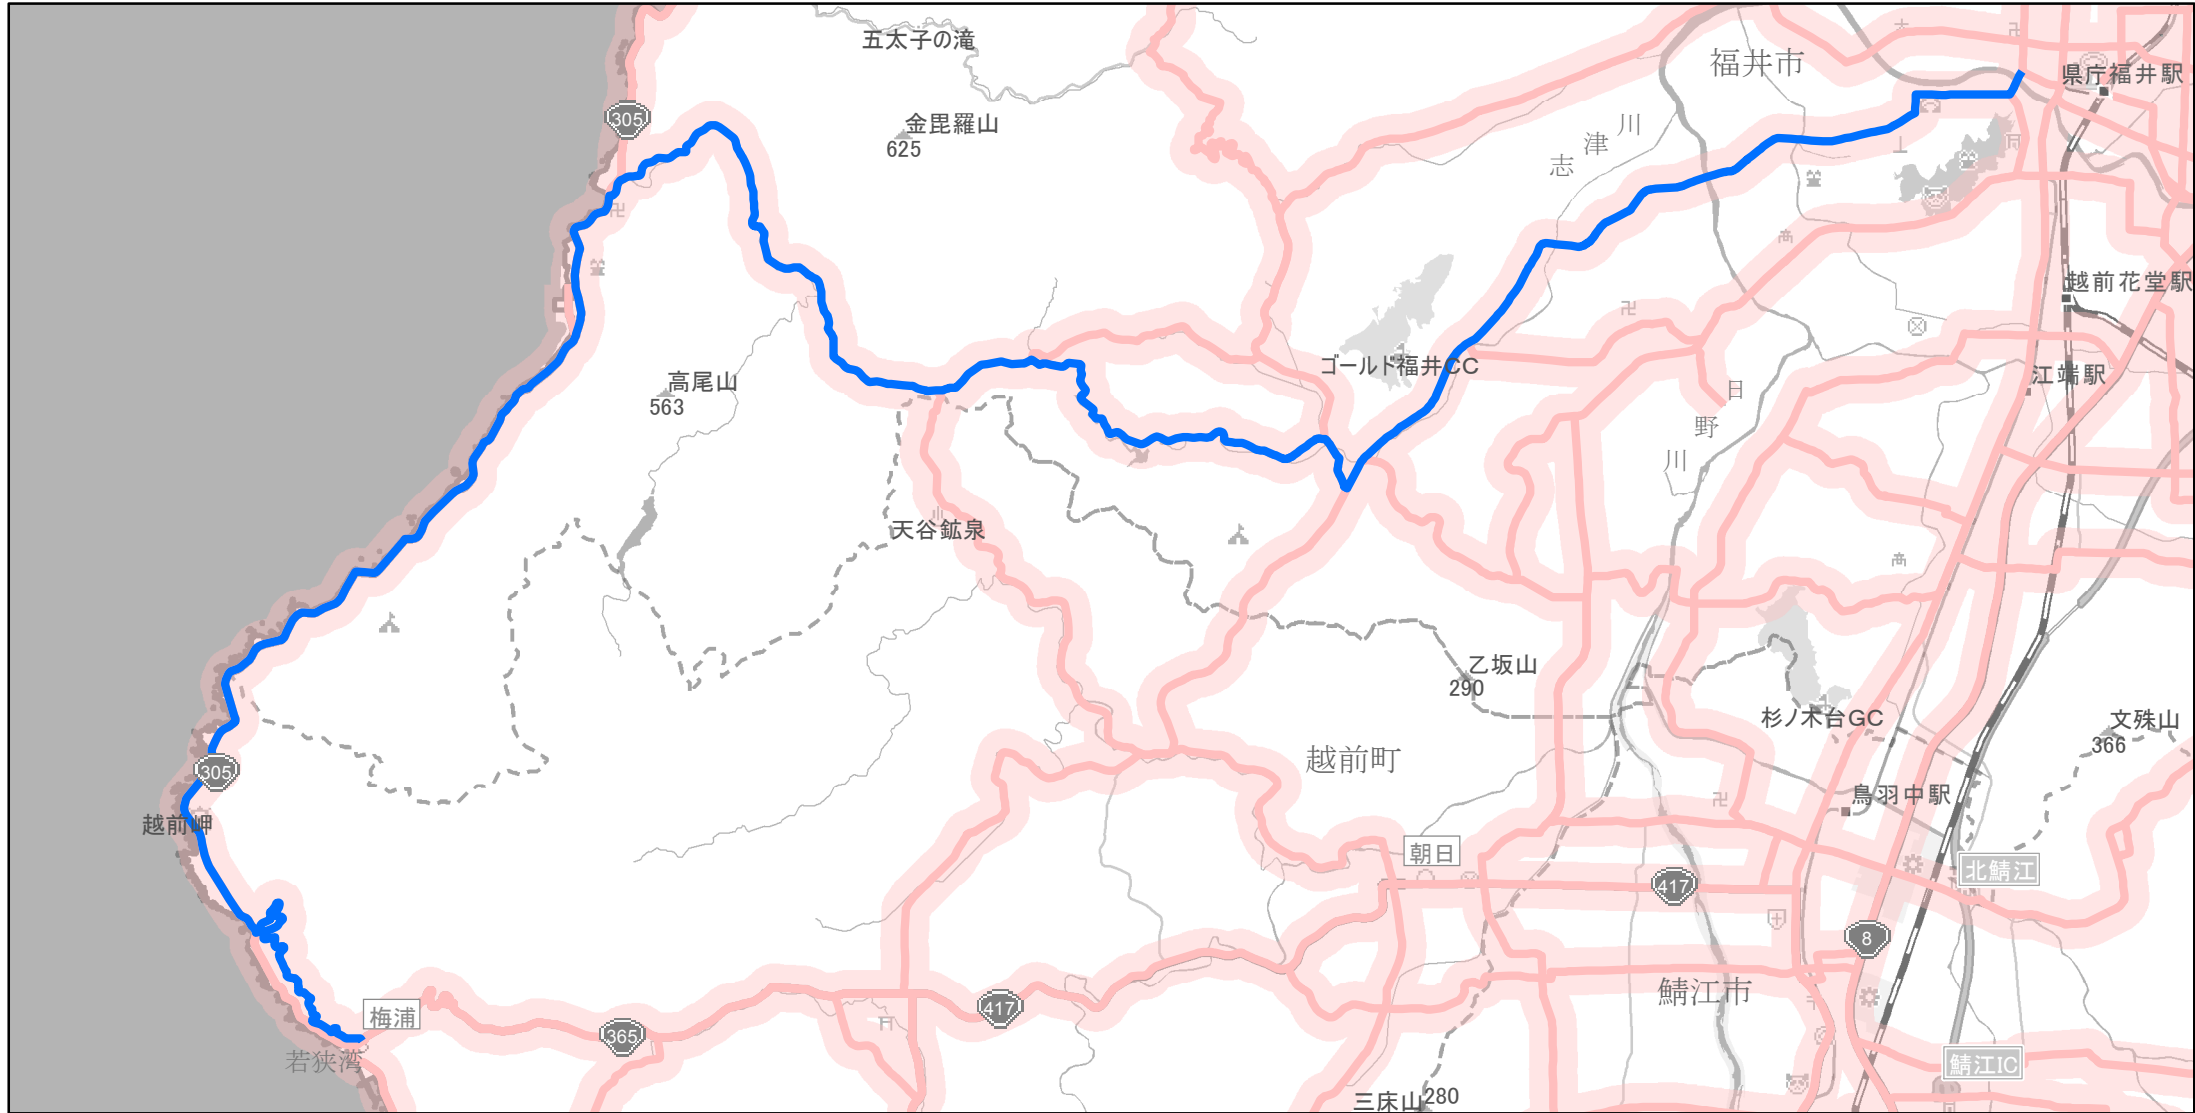 五太子の滝
福井市
県庁福井駅
305
金毘羅山
625
志津川
越前花堂駅
ゴールド福井CC
江端駅
高尾山
563
日野川
天谷鉱泉
乙坂山
290
杉ノ木台GC
文殊山
366
越前町
305
鳥羽中駅
越前岬
朝日
北鯖江
417
8
鯖江市
梅浦
417
365
若狭湾
鯖江IC
三床山280